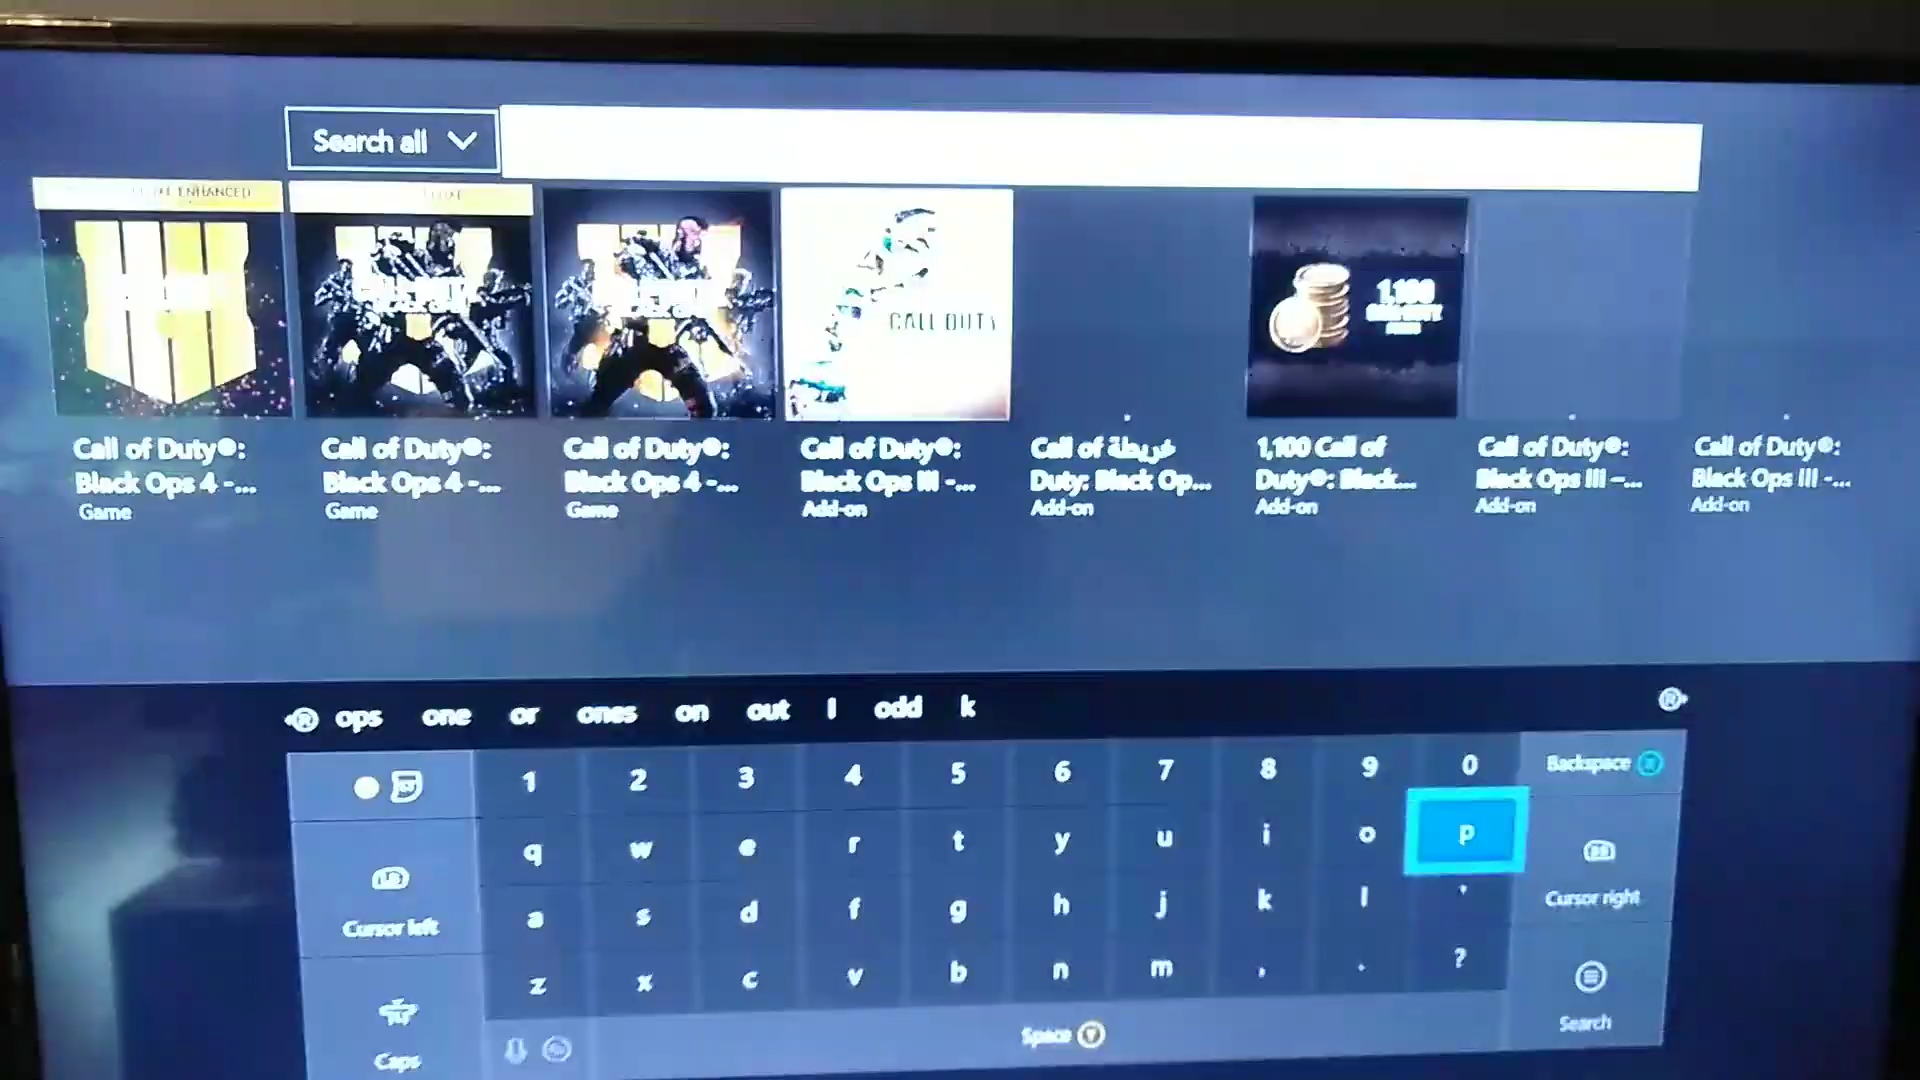 Search all
ENHANCED
CALL DUTY
1,100
Call of Duty®:
Black Ops 4 -...
Game
Call of Duty®:
Black Ops 4 -...
Game
Call of Duty®:
Black Ops 4 -...
Game
Call of Duty®:
Black Ops III -...
Add-on
Call of خريطة
Duty: Black Op...
Add-on
1,100 Call of
Duty®: Black...
Add-on
Call of Duty®:
Black Ops III –...
Add-on
Call of Duty®:
Black Ops III -...
Add-on
R ops one or ones on out I odd k R
1 2 3 4 5 6 7 8 9 0 Backspace
q w e r t y u i o p
LB RB
Cursor left a s d f g h j k l ' Cursor right
z x c v b n m , . ?
Caps Space Y Search